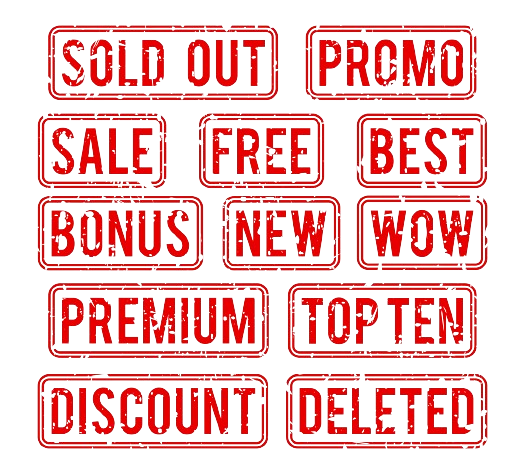 SOLD OUT PROMO
SALE FREE BEST
BONUS NEW WOW
PREMIUM TOP TEN
DISCOUNT DELETED